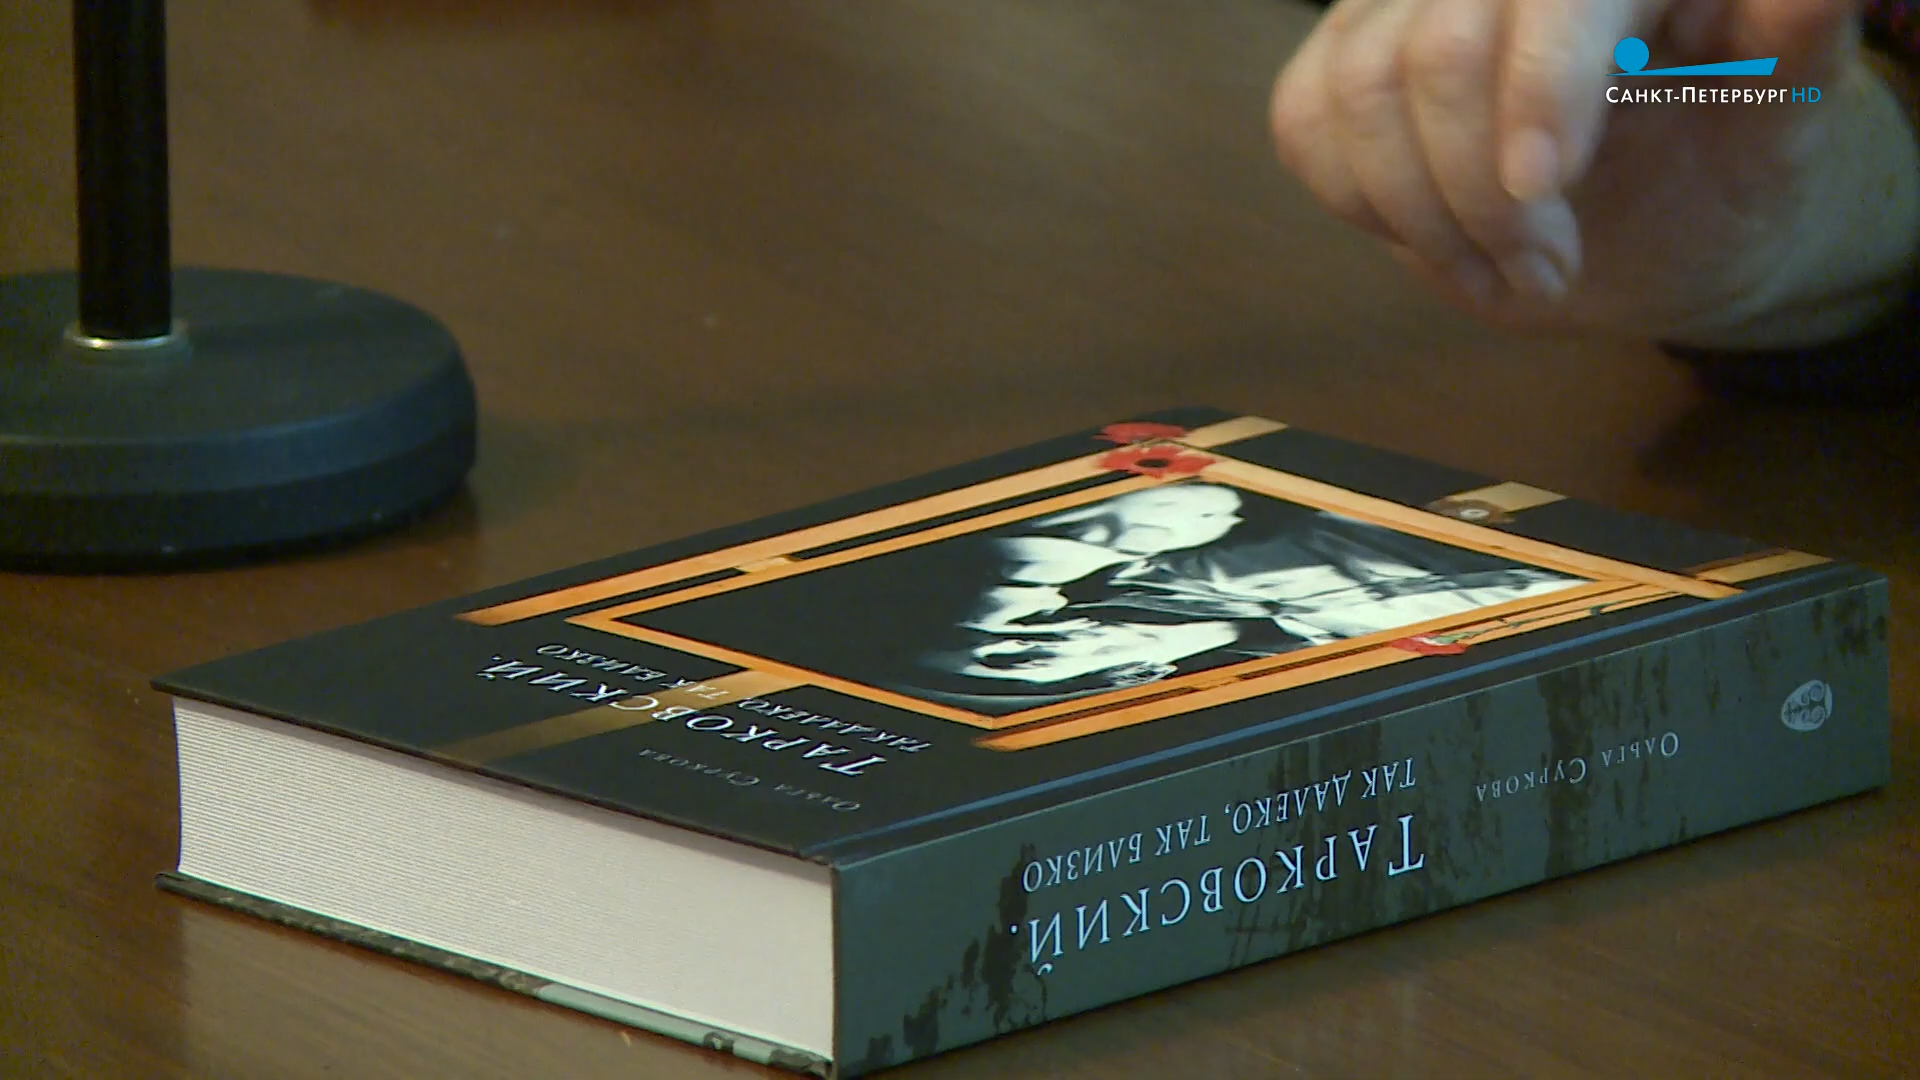 САНКТ-ПЕТЕРБУРГ HD
ОЛЬГА СУРКОВА
ТАРКОВСКИЙ.
ТАК ДАЛЕКО, ТАК БЛИЗКО
ОЛЬГА СУРКОВА
ТАРКОВСКИЙ.
ТАК ДАЛЕКО, ТАК БЛИЗКО